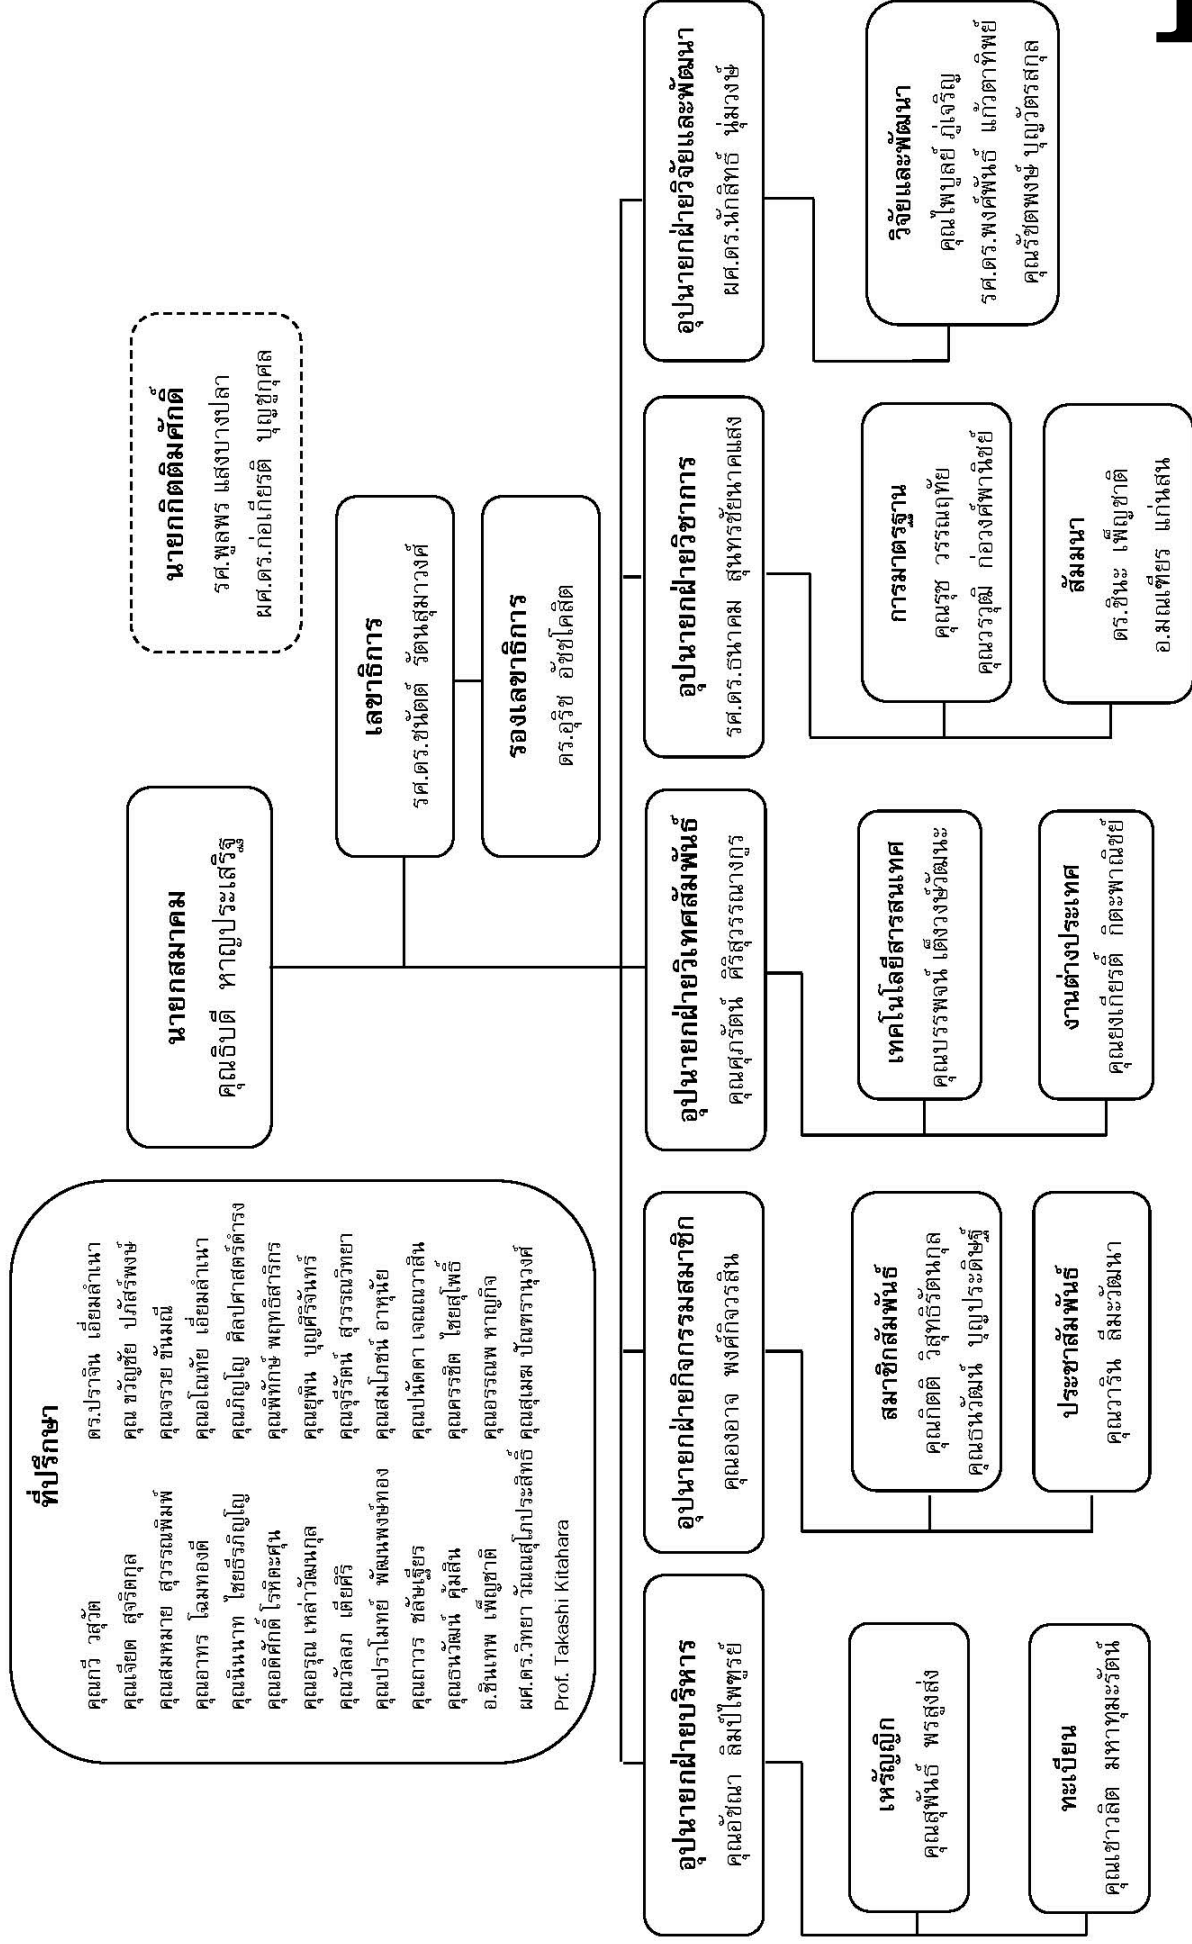 ที่ปรึกษา
คุณกวี วสุวัต
คุณเจียด สุจริตกุล
คุณสมหมาย สุวรรณพิมพ์
คุณอาทร โฉมทองดี
คุณนินนาท ไชยธีรภิญโญ
คุณอดิศักดิ์ โรหิตะศุน
คุณอรุณ เหล่าวัฒนกุล
คุณวัลลภ เตียศิริ
คุณปราโมทย์ พัฒนพงษ์ทอง
คุณถาวร ชลัษเฐียร
คุณธนวัฒน์ คุ้มสิน
อ.ชินเทพ เพ็ญชาติ
ผศ.ดร.วิทยา วัณณสุโภประสิทธิ์
Prof. Takashi Kitahara
ดร.ปราจิน เอี่ยมลำเนา
คุณ ขวัญชัย ปภัสร์พงษ์
คุณจรวย ขันมณี
คุณอโณทัย เอี่ยมลำเนา
คุณภิญโญ ศิลปศาสตร์ดำรง
คุณพิทักษ์ พฤทธิสาริกร
คุณยูพิน บุญศิริจันทร์
คุณจุรีรัตน์ สุวรรณวิทยา
คุณสมโภชน์ อาหุนัย
คุณปนัดดา เจณณวาสิน
คุณครรชิต ไชยสุโพธิ์
คุณอรรณพ หาญกิจ
คุณสุเมฆ ปัณฑรานุวงศ์
นายกสมาคม
คุณธิบดี หาญประเสริฐ
นายกกิตติมศักดิ์
รศ.พูลพร แสงบางปลา
ผศ.ดร.ก่อเกียรติ บุญชูกุศล
เลขาธิการ
รศ.ดร.ชนัตต์ รัตนสุมาวงศ์
รองเลขาธิการ
ดร.อุริช อัชชโคสิต
อุปนายกฝ่ายบริหาร
คุณอัชณา ลิมป์ไพฑูรย์
เหรัญญิก
คุณสุพันธ์ พรสูงส่ง
ทะเบียน
คุณเชาวลิต มหาทุมะรัตน์
อุปนายกฝ่ายกิจกรรมสมาชิก
คุณองอาจ พงศ์กิจวรสิน
สมาชิกสัมพันธ์
คุณกิตติ วิสุทธิรัตนกุล
คุณธนวัฒน์ บุญประดิษฐ์
ประชาสัมพันธ์
คุณวาริน ลิมะวัฒนา
อุปนายกฝ่ายวิเทศสัมพันธ์
คุณศุภรัตน์ ศิริสุวรรณางกูร
เทคโนโลยีสารสนเทศ
คุณบรรพจน์ เต็งวงษ์วัฒนะ
งานต่างประเทศ
คุณยงเกียรติ์ กิตะพาณิชย์
อุปนายกฝ่ายวิชาการ
รศ.ดร.ธนาคม สุนทรชัยนาคแสง
การมาตรฐาน
คุณรุช วรรณฤทัย
คุณวรวุฒิ ก่อวงศ์พานิชย์
สัมมนา
ดร.ชินะ เพ็ญชาติ
อ.มณเฑียร แก่นสน
อุปนายกฝ่ายวิจัยและพัฒนา
ผศ.ดร.นักสิทธ์ นุ่มวงษ์
วิจัยและพัฒนา
คุณไพบูลย์ ภู่เจริญ
รศ.ดร.พงศ์พันธ์ แก้วตาทิพย์
คุณรัชตพงษ์ บุญวัตรสกุล